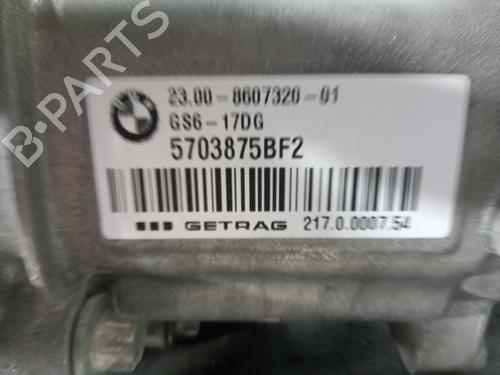 B-PARTS
23.00-8607320-01
GS6-17DG
5703875BF2
GETRAG 217.0.0007.54